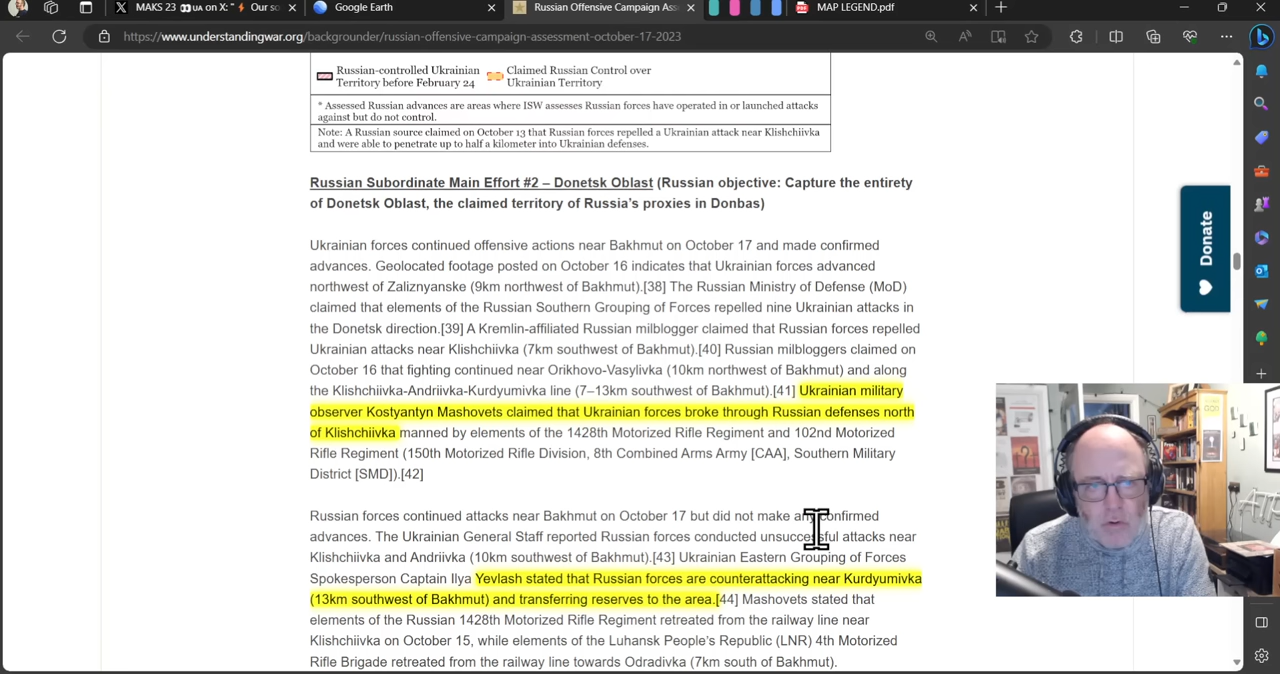 MAKS 23 UA on X: "⚡ Our so
Google Earth
Russian Offensive Campaign Ass
MAP LEGEND.pdf
https://www.understandingwar.org/backgrounder/russian-offensive-campaign-assessment-october-17-2023
Russian-controlled Ukrainian Territory before February 24
Claimed Russian Control over Ukrainian Territory
* Assessed Russian advances are areas where ISW assesses Russian forces have operated in or launched attacks
against but do not control.
Note: A Russian source claimed on October 13 that Russian forces repelled a Ukrainian attack near Klishchiivka
and were able to penetrate up to half a kilometer into Ukrainian defenses.
Russian Subordinate Main Effort #2 – Donetsk Oblast (Russian objective: Capture the entirety
of Donetsk Oblast, the claimed territory of Russia's proxies in Donbas)
Ukrainian forces continued offensive actions near Bakhmut on October 17 and made confirmed
advances. Geolocated footage posted on October 16 indicates that Ukrainian forces advanced
northwest of Zaliznyanske (9km northwest of Bakhmut).[38] The Russian Ministry of Defense (MoD)
claimed that elements of the Russian Southern Grouping of Forces repelled nine Ukrainian attacks in
the Donetsk direction.[39] A Kremlin-affiliated Russian milblogger claimed that Russian forces repelled
Ukrainian attacks near Klishchiivka (7km southwest of Bakhmut).[40] Russian milbloggers claimed on
October 16 that fighting continued near Orikhovo-Vasylivka (10km northwest of Bakhmut) and along
the Klishchiivka-Andriivka-Kurdyumivka line (7–13km southwest of Bakhmut).[41] Ukrainian military
observer Kostyantyn Mashovets claimed that Ukrainian forces broke through Russian defenses north
of Klishchiivka manned by elements of the 1428th Motorized Rifle Regiment and 102nd Motorized
Rifle Regiment (150th Motorized Rifle Division, 8th Combined Arms Army [CAA], Southern Military
District [SMD]).[42]
Russian forces continued attacks near Bakhmut on October 17 but did not make any confirmed
advances. The Ukrainian General Staff reported Russian forces conducted unsuccessful attacks near
Klishchiivka and Andriivka (10km southwest of Bakhmut).[43] Ukrainian Eastern Grouping of Forces
Spokesperson Captain Ilya Yevlash stated that Russian forces are counterattacking near Kurdyumivka
(13km southwest of Bakhmut) and transferring reserves to the area.[44] Mashovets stated that
elements of the Russian 1428th Motorized Rifle Regiment retreated from the railway line near
Klishchiivka on October 15, while elements of the Luhansk People's Republic (LNR) 4th Motorized
Rifle Brigade retreated from the railway line towards Odradivka (7km south of Bakhmut).
Donate